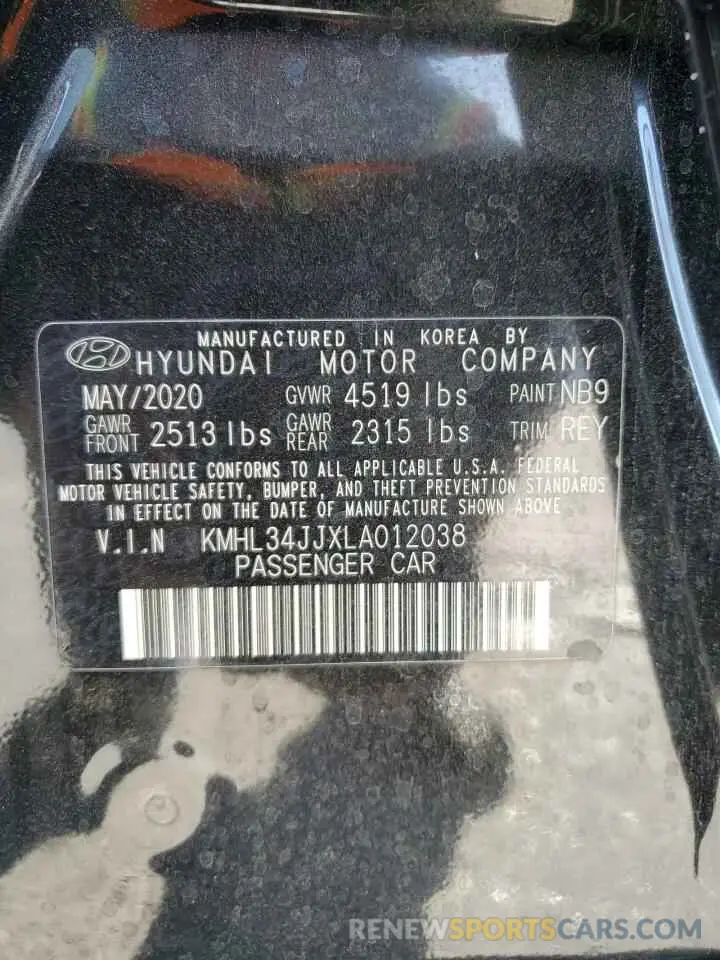 MANUFACTURED IN KOREA BY
HYUNDAI MOTOR COMPANY
MAY/2020 GVWR 4519 lbs PAINT NB9
GAWR FRONT 2513 lbs GAWR REAR 2315 lbs TRIM REY
THIS VEHICLE CONFORMS TO ALL APPLICABLE U.S.A. FEDERAL
MOTOR VEHICLE SAFETY, BUMPER, AND THEFT PREVENTION STANDARDS
IN EFFECT ON THE DATE OF MANUFACTURE SHOWN ABOVE
V.I.N KMHL34JJXLA012038
PASSENGER CAR
RENEWSPORTSCARS.COM